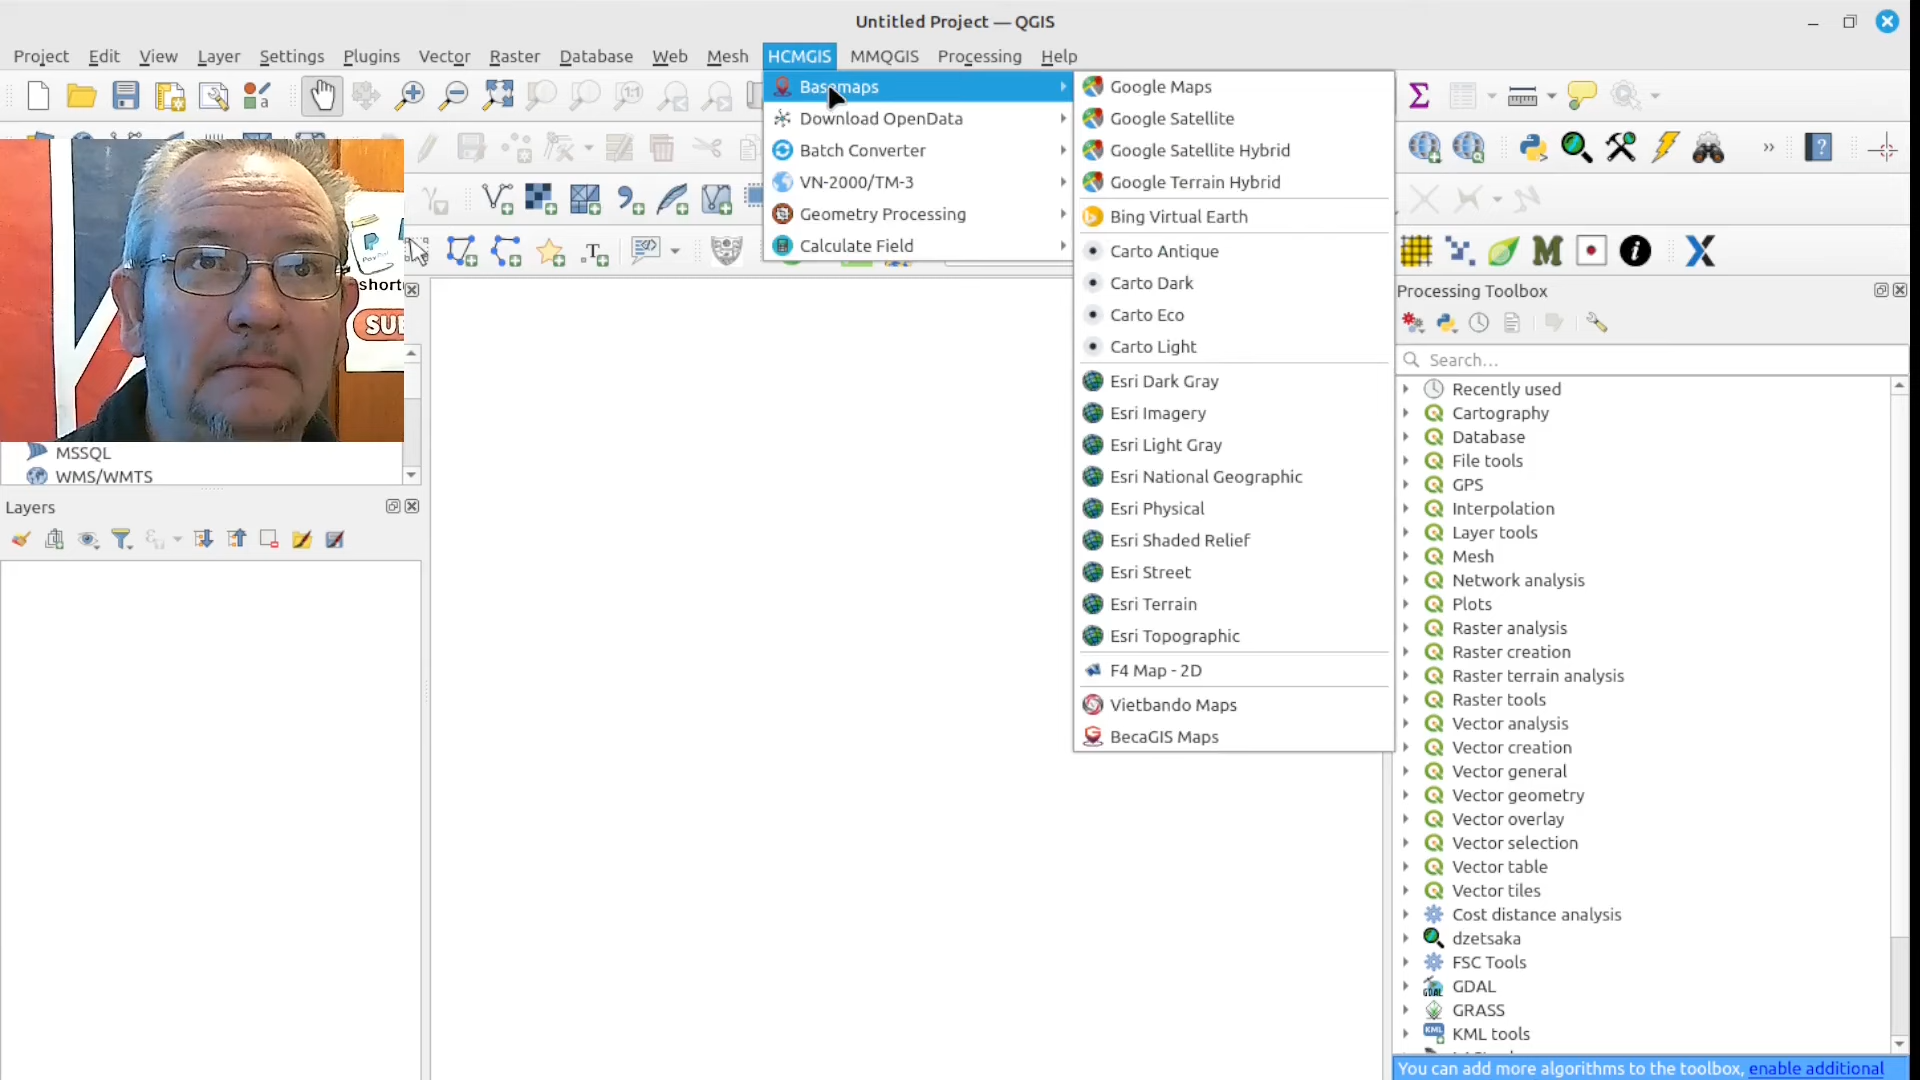 Untitled Project — QGIS
Project Edit View Layer Settings Plugins Vector Raster Database Web Mesh HCMGIS MMQGIS Processing Help
Basemaps
Download OpenData
Batch Converter
VN-2000/TM-3
Geometry Processing
Calculate Field
Google Maps
Google Satellite
Google Satellite Hybrid
Google Terrain Hybrid
Bing Virtual Earth
Carto Antique
Carto Dark
Carto Eco
Carto Light
Esri Dark Gray
Esri Imagery
Esri Light Gray
Esri National Geographic
Esri Physical
Esri Shaded Relief
Esri Street
Esri Terrain
Esri Topographic
F4 Map - 2D
Vietbando Maps
BecaGIS Maps
PayPal
short
SUB
MSSQL
WMS/WMTS
Layers
Processing Toolbox
Search...
Recently used
Cartography
Database
File tools
GPS
Interpolation
Layer tools
Mesh
Network analysis
Plots
Raster analysis
Raster creation
Raster terrain analysis
Raster tools
Vector analysis
Vector creation
Vector general
Vector geometry
Vector overlay
Vector selection
Vector table
Vector tiles
Cost distance analysis
dzetsaka
FSC Tools
GDAL
GRASS
KML tools
You can add more algorithms to the toolbox, enable additional